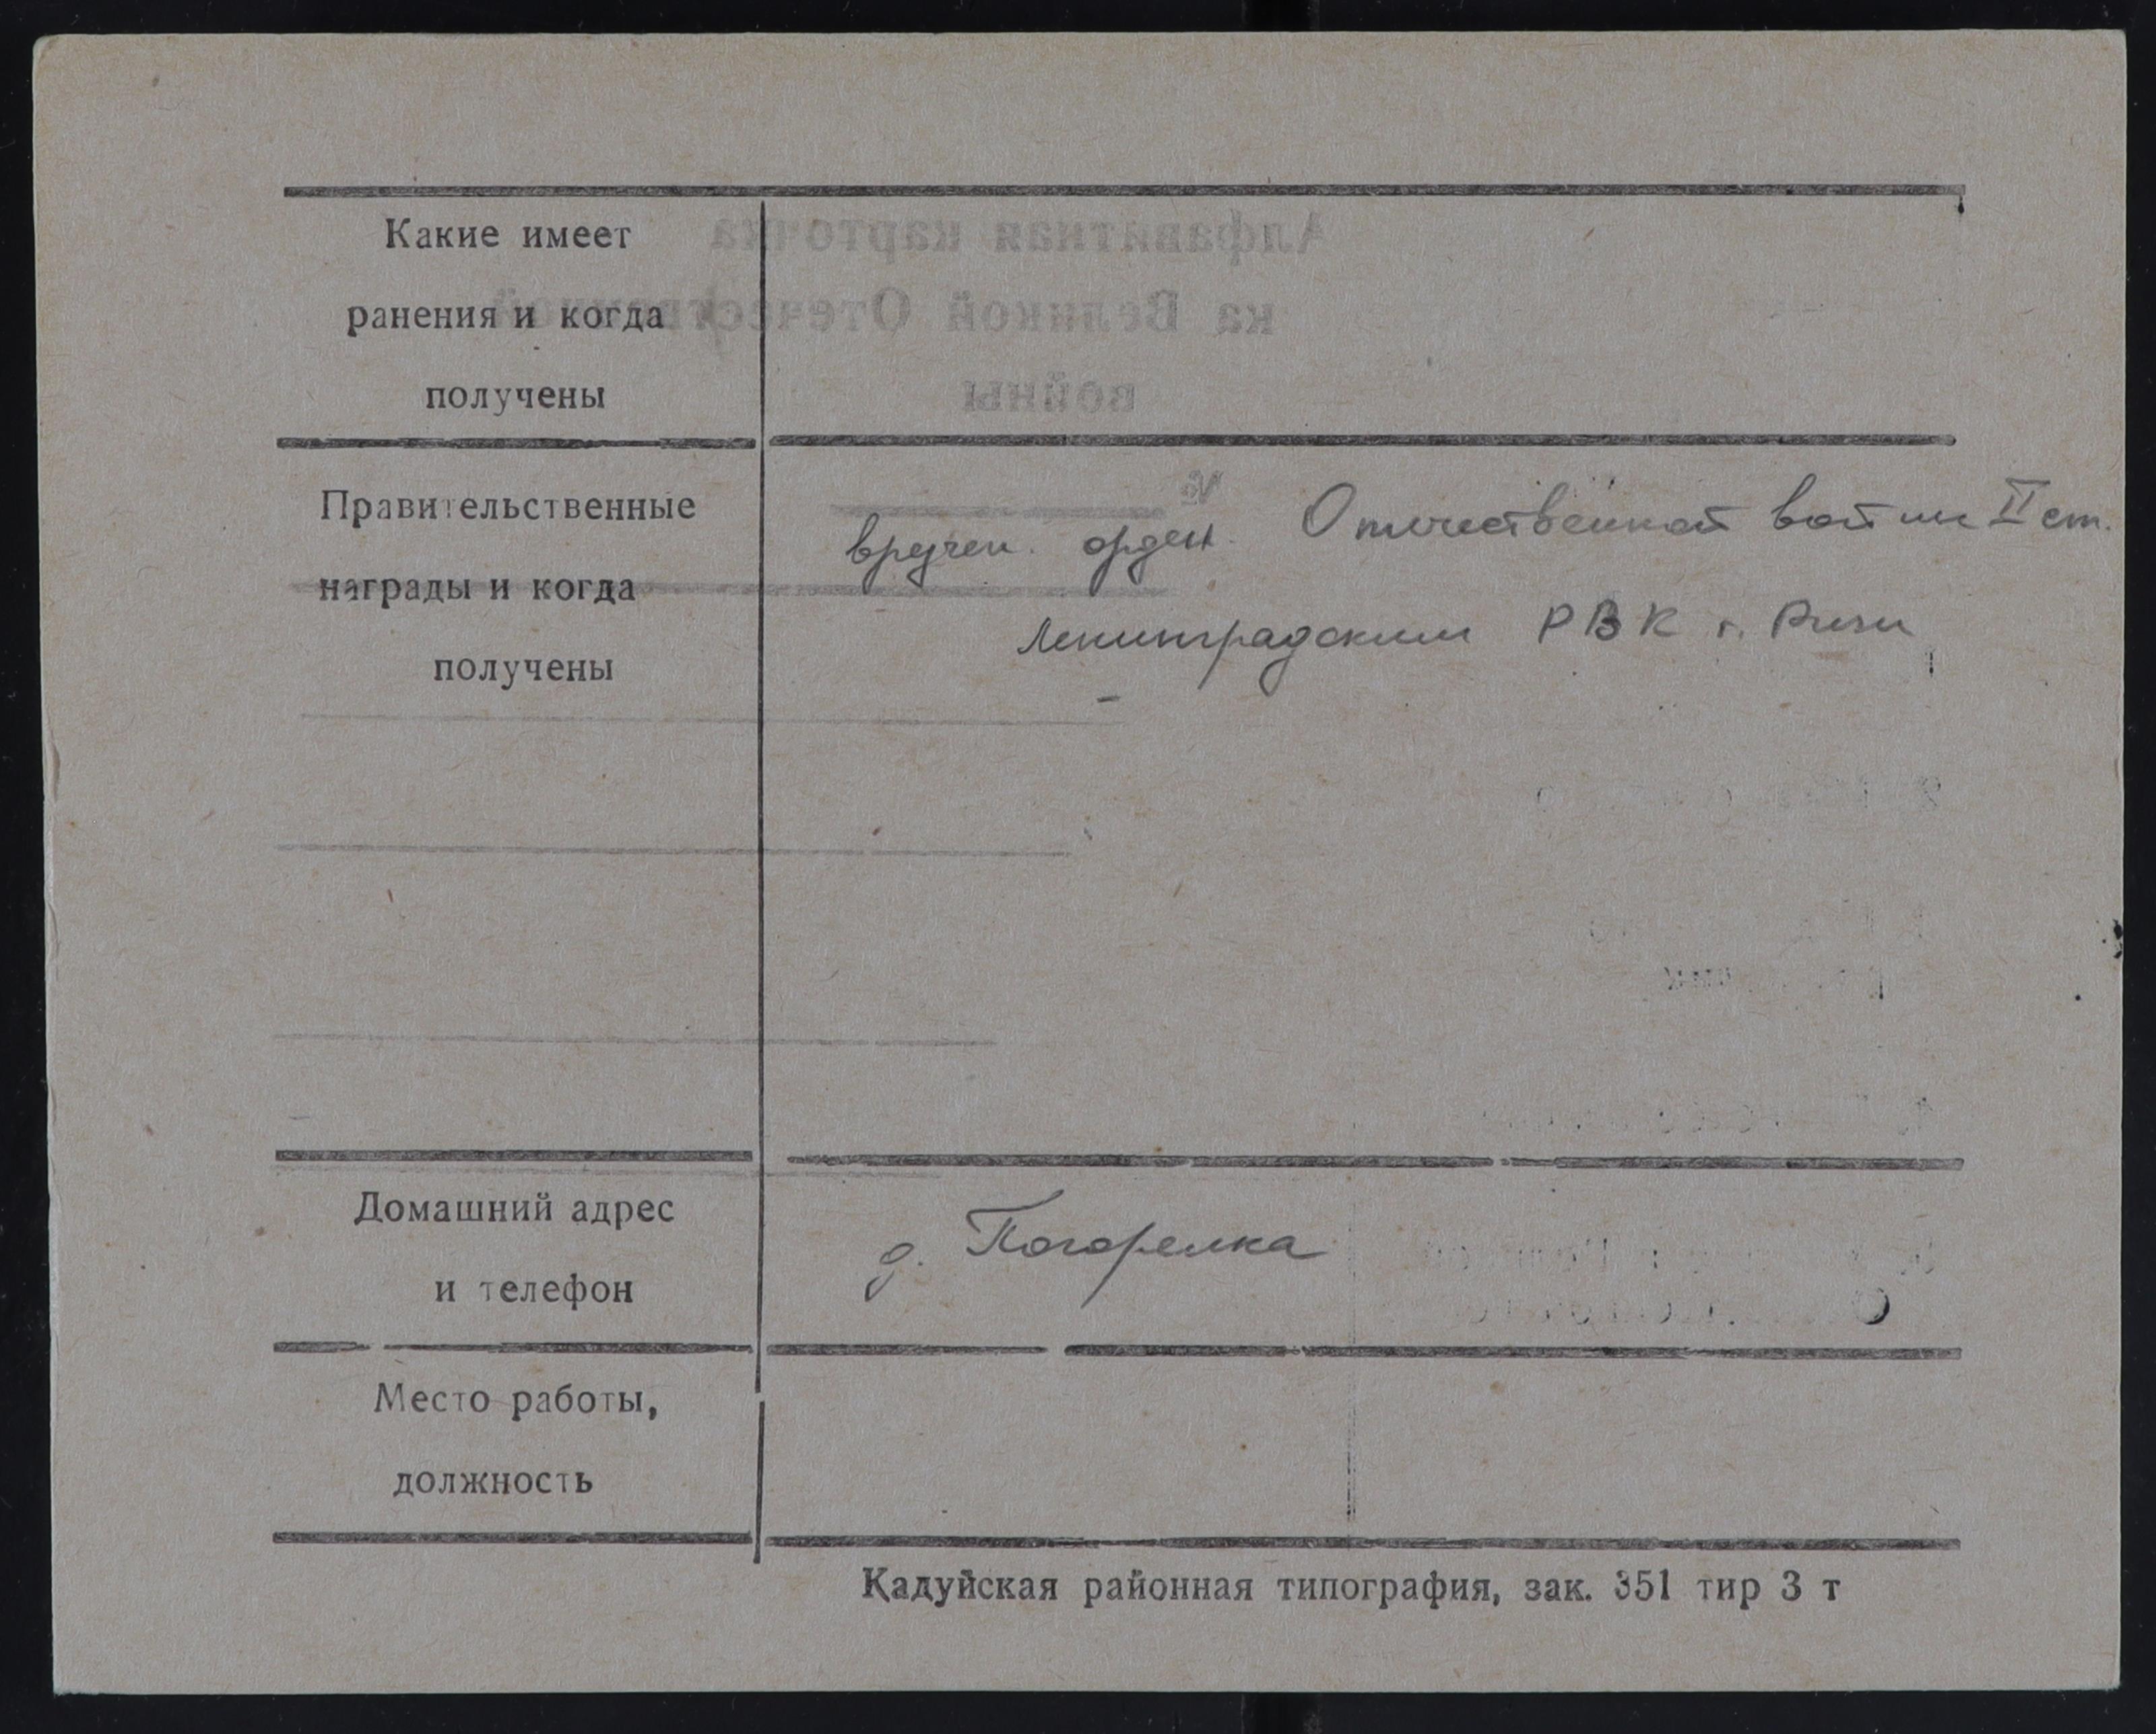 Какие имеет
ранения и когда
получены
Правительственные
награды и когда
получены
вручен. орден. Отечественной войны II ст.
Ленинградским РВК г. Риги
Домашний адрес
и телефон
д. Погорелка
Место работы,
должность
Кадуйская районная типография, зак. 351 тир 3 т